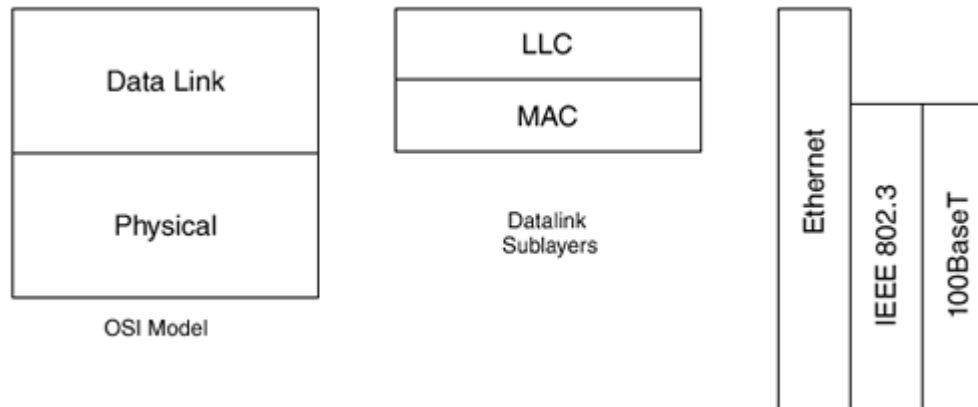 Data Link
Physical
OSI Model
LLC
MAC
Datalink
Sublayers
Ethernet
IEEE 802.3
100BaseT